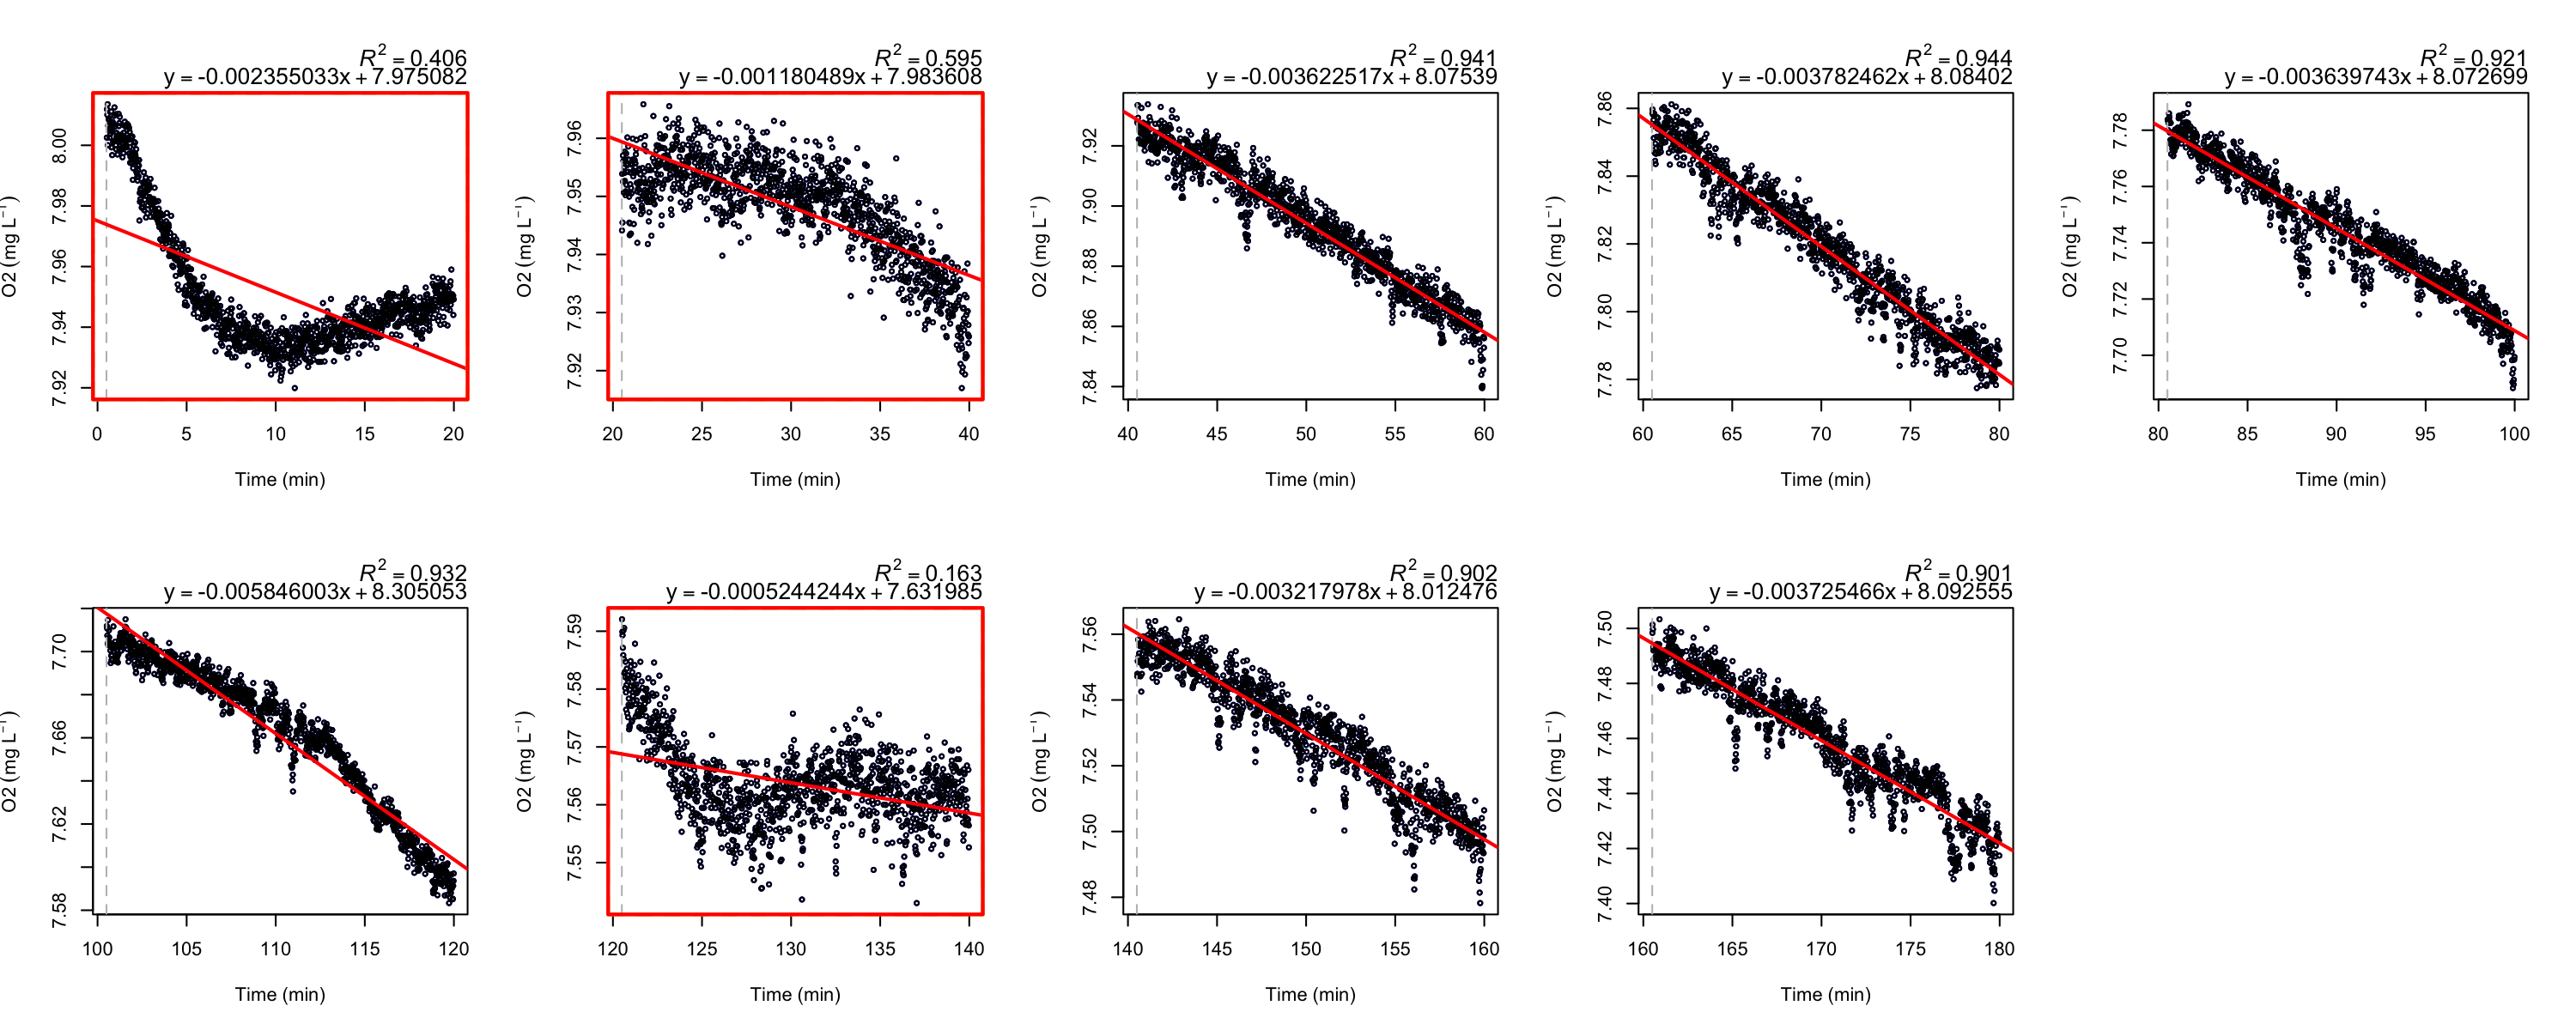 R² = 0.406
y = -0.002355033x + 7.975082
O2 (mg L⁻¹)
7.92 7.94 7.96 7.98 8.00
0 5 10 15 20
Time (min)
R² = 0.595
y = -0.001180489x + 7.983608
O2 (mg L⁻¹)
7.92 7.93 7.94 7.95 7.96
20 25 30 35 40
Time (min)
R² = 0.941
y = -0.003622517x + 8.07539
O2 (mg L⁻¹)
7.84 7.86 7.88 7.90 7.92
40 45 50 55 60
Time (min)
R² = 0.944
y = -0.003782462x + 8.08402
O2 (mg L⁻¹)
7.78 7.80 7.82 7.84 7.86
60 65 70 75 80
Time (min)
R² = 0.921
y = -0.003639743x + 8.072699
O2 (mg L⁻¹)
7.70 7.72 7.74 7.76 7.78
80 85 90 95 100
Time (min)
R² = 0.932
y = -0.005846003x + 8.305053
O2 (mg L⁻¹)
7.58 7.62 7.66 7.70
100 105 110 115 120
Time (min)
R² = 0.163
y = -0.0005244244x + 7.631985
O2 (mg L⁻¹)
7.55 7.56 7.57 7.58 7.59
120 125 130 135 140
Time (min)
R² = 0.902
y = -0.003217978x + 8.012476
O2 (mg L⁻¹)
7.48 7.50 7.52 7.54 7.56
140 145 150 155 160
Time (min)
R² = 0.901
y = -0.003725466x + 8.092555
O2 (mg L⁻¹)
7.40 7.42 7.44 7.46 7.48 7.50
160 165 170 175 180
Time (min)